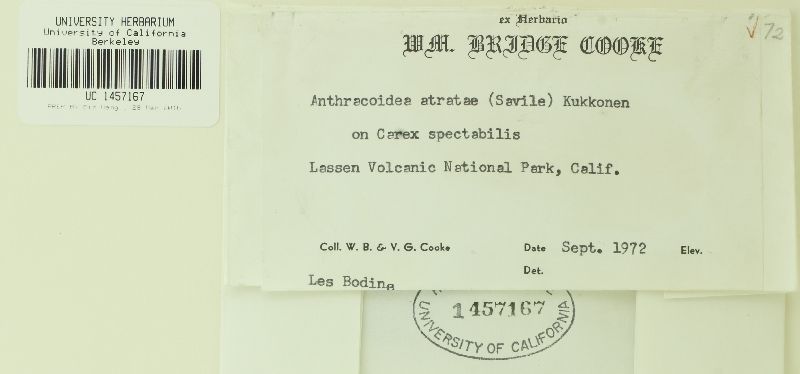 UNIVERSITY HERBARIUM
University of California
Berkeley
UC 1457167
ex Herbario
WM. BRIDGE COOKE
72
Anthracoidea atratae (Savile) Kukkonen
on Carex spectabilis
Lassen Volcanic National Park, Calif.
Coll. W. B. & V. G. Cooke
Date Sept. 1972
Elev.
Det.
Les Bodine
1457167
UNIVERSITY OF CALIFORNIA